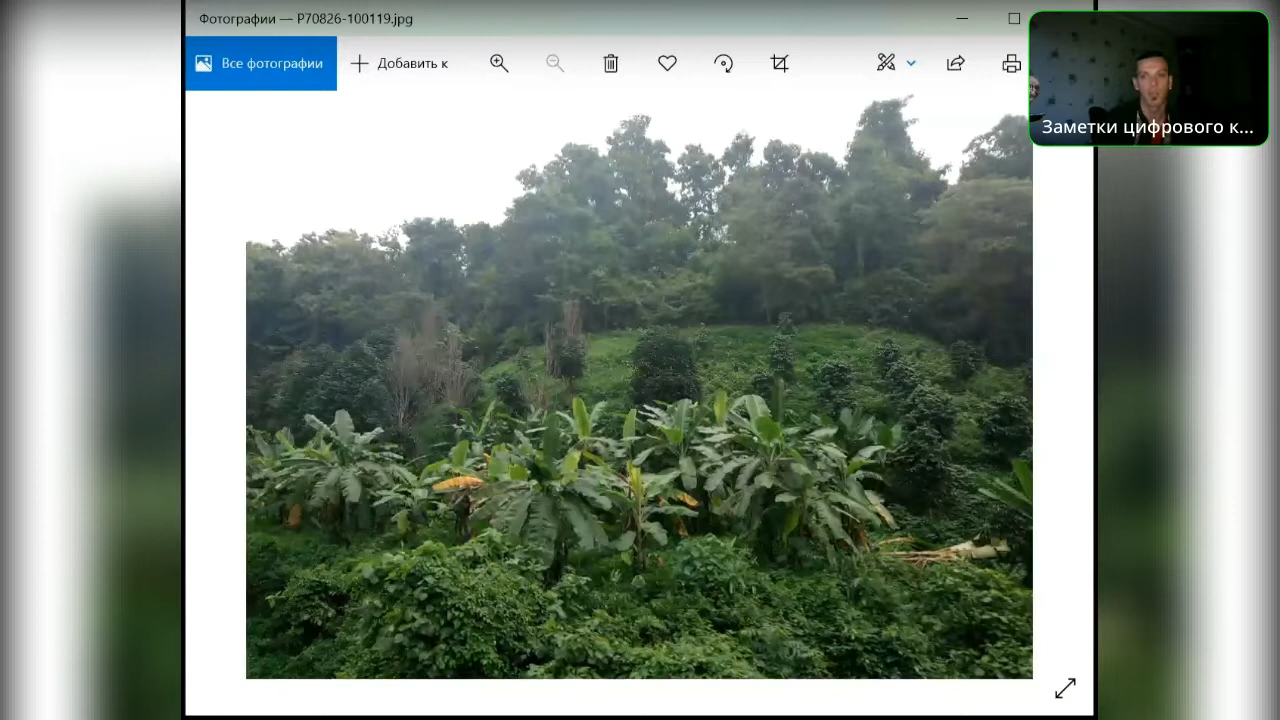 Фотографии — P70826-100119.jpg
Все фотографии
Добавить к
Заметки цифрового к...